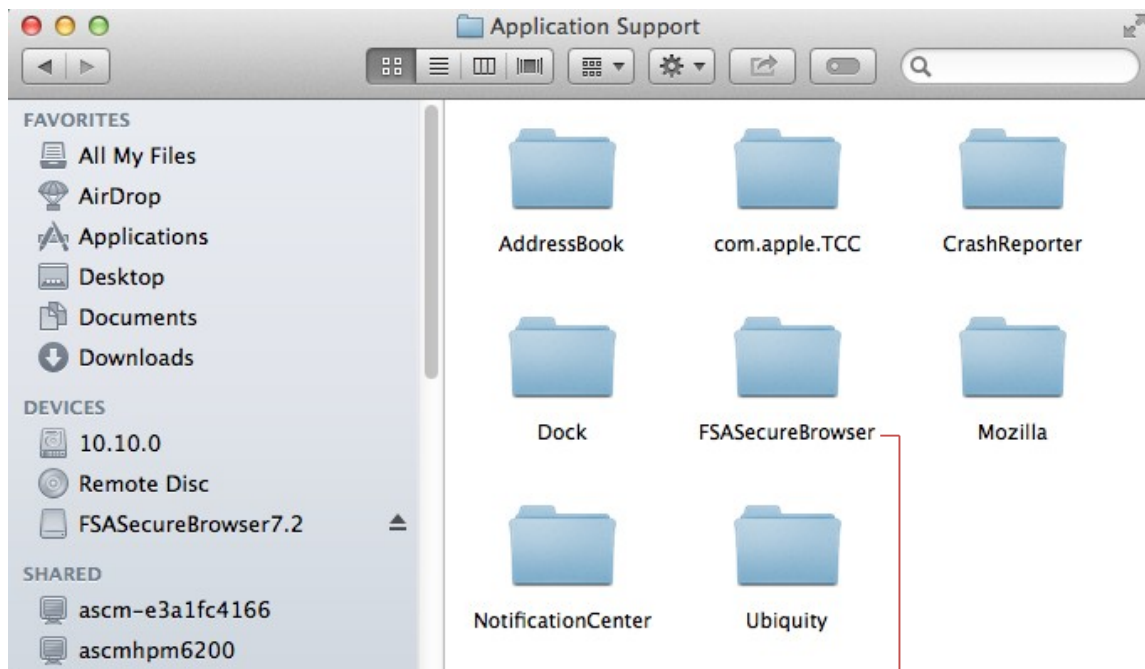 Application Support
FAVORITES
All My Files
AirDrop
Applications
Desktop
Documents
Downloads
DEVICES
10.10.0
Remote Disc
FSASecureBrowser7.2
SHARED
ascm-e3a1fc4166
ascmhpm6200
AddressBook com.apple.TCC CrashReporter
Dock FSASecureBrowser Mozilla
NotificationCenter Ubiquity